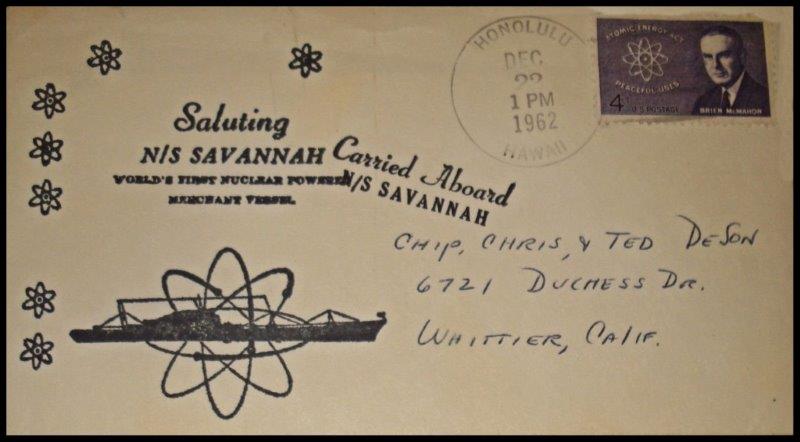 HONOLULU
DEC
22
1 PM
1962
HAWAII
ATOMIC ENERGY ACT
PEACEFUL USES
4¢ U.S. POSTAGE
BRIEN McMAHON
Saluting
N/S SAVANNAH
WORLD'S FIRST NUCLEAR POWERED
MERCHANT VESSEL
Carried Aboard
N/S SAVANNAH
CHIP, CHRIS, & TED DESON
6721 DUCHESS DR.
WHITTIER, CALIF.